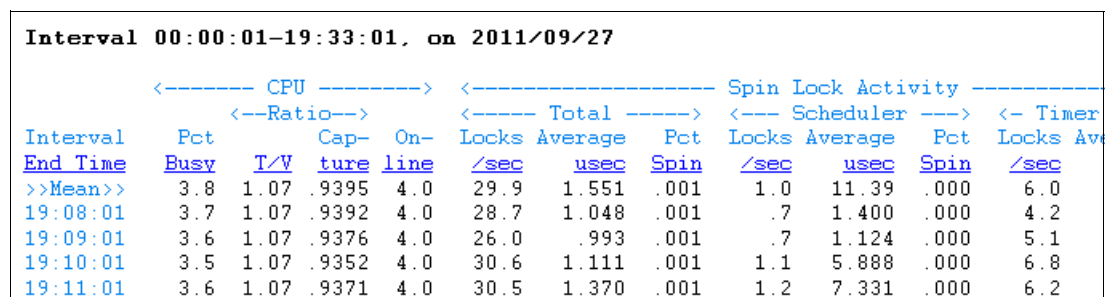 Interval 00:00:01–19:33:01, on 2011/09/27
<------- CPU --------> <------------------- Spin Lock Activity ----------
<--Ratio--> <----- Total -----> <--- Scheduler ---> <- Timer
Interval Pct Cap- On- Locks Average Pct Locks Average Pct Locks Ave
End Time Busy T/V ture line /sec usec Spin /sec usec Spin /sec
>>Mean>> 3.8 1.07 .9395 4.0 29.9 1.551 .001 1.0 11.39 .000 6.0
19:08:01 3.7 1.07 .9392 4.0 28.7 1.048 .001 .7 1.400 .000 4.2
19:09:01 3.6 1.07 .9376 4.0 26.0 .993 .001 .7 1.124 .000 5.1
19:10:01 3.5 1.07 .9352 4.0 30.6 1.111 .001 1.1 5.888 .000 6.8
19:11:01 3.6 1.07 .9371 4.0 30.5 1.370 .001 1.2 7.331 .000 6.2